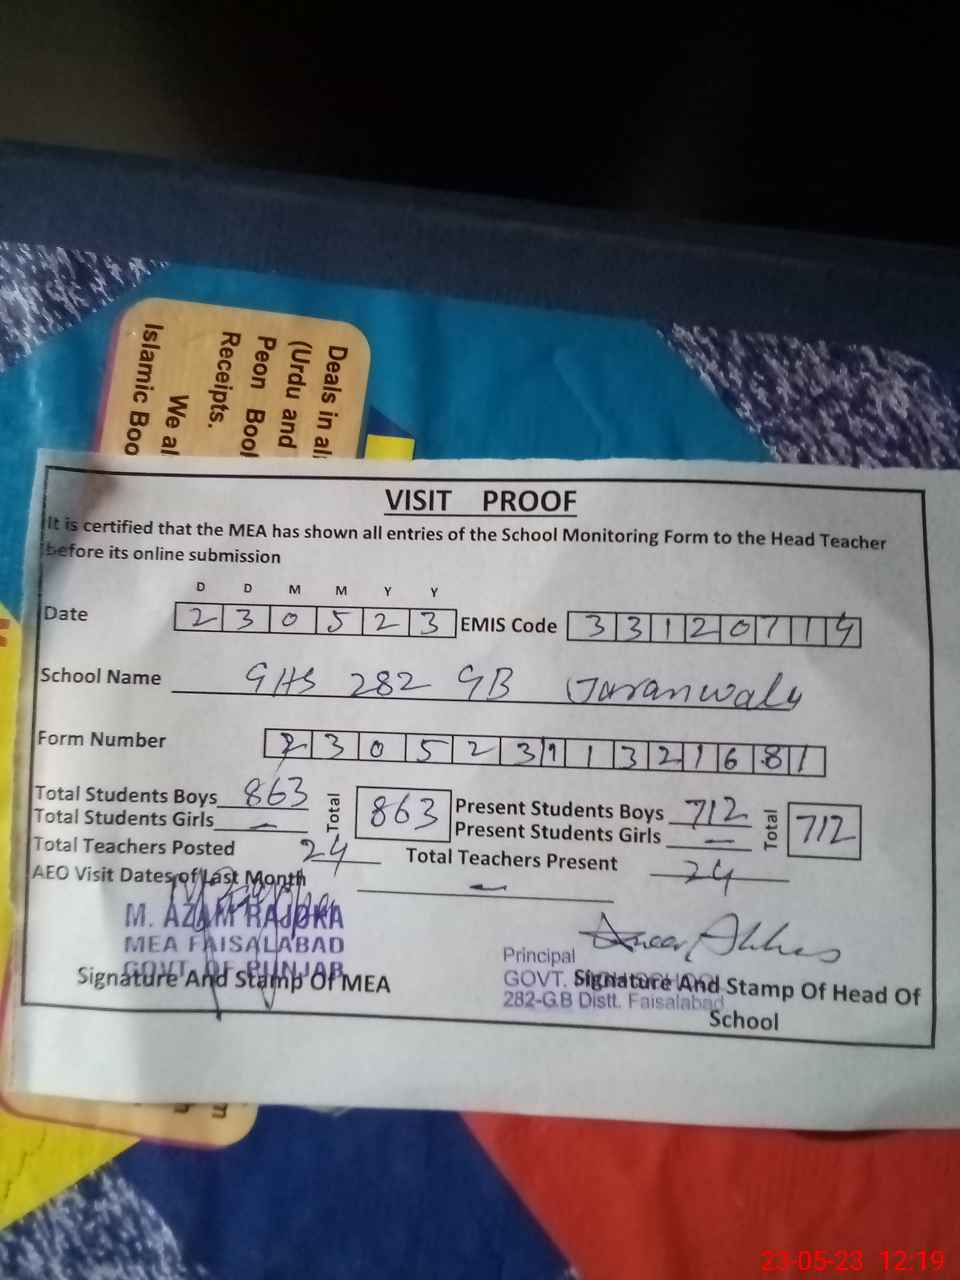 Deals in al
(Urdu and
Peon Bool
Receipts.
We al
Islamic Boo
VISIT PROOF
It is certified that the MEA has shown all entries of the School Monitoring Form to the Head Teacher
before its online submission
D D M M Y Y
Date 2 3 0 5 2 3 EMIS Code 3 3 1 2 0 7 1 4
School Name GHS 282 GB Jaranwala
Form Number 2 3 0 5 2 3 1 1 3 2 1 6 8 1
Total Students Boys 863 Total 863 Present Students Boys 712 Total 712
Total Students Girls — Present Students Girls —
Total Teachers Posted 24 Total Teachers Present 24
AEO Visit Dates of Last Month —
M. AZAM RAJOKA
MEA FAISALABAD
GOVT. OF PUNJAB
Signature And Stamp Of MEA
Principal
GOVT. HIGH SCHOOL
282-G.B Distt. Faisalabad
Signature And Stamp Of Head Of
School
23-05-23 12:19